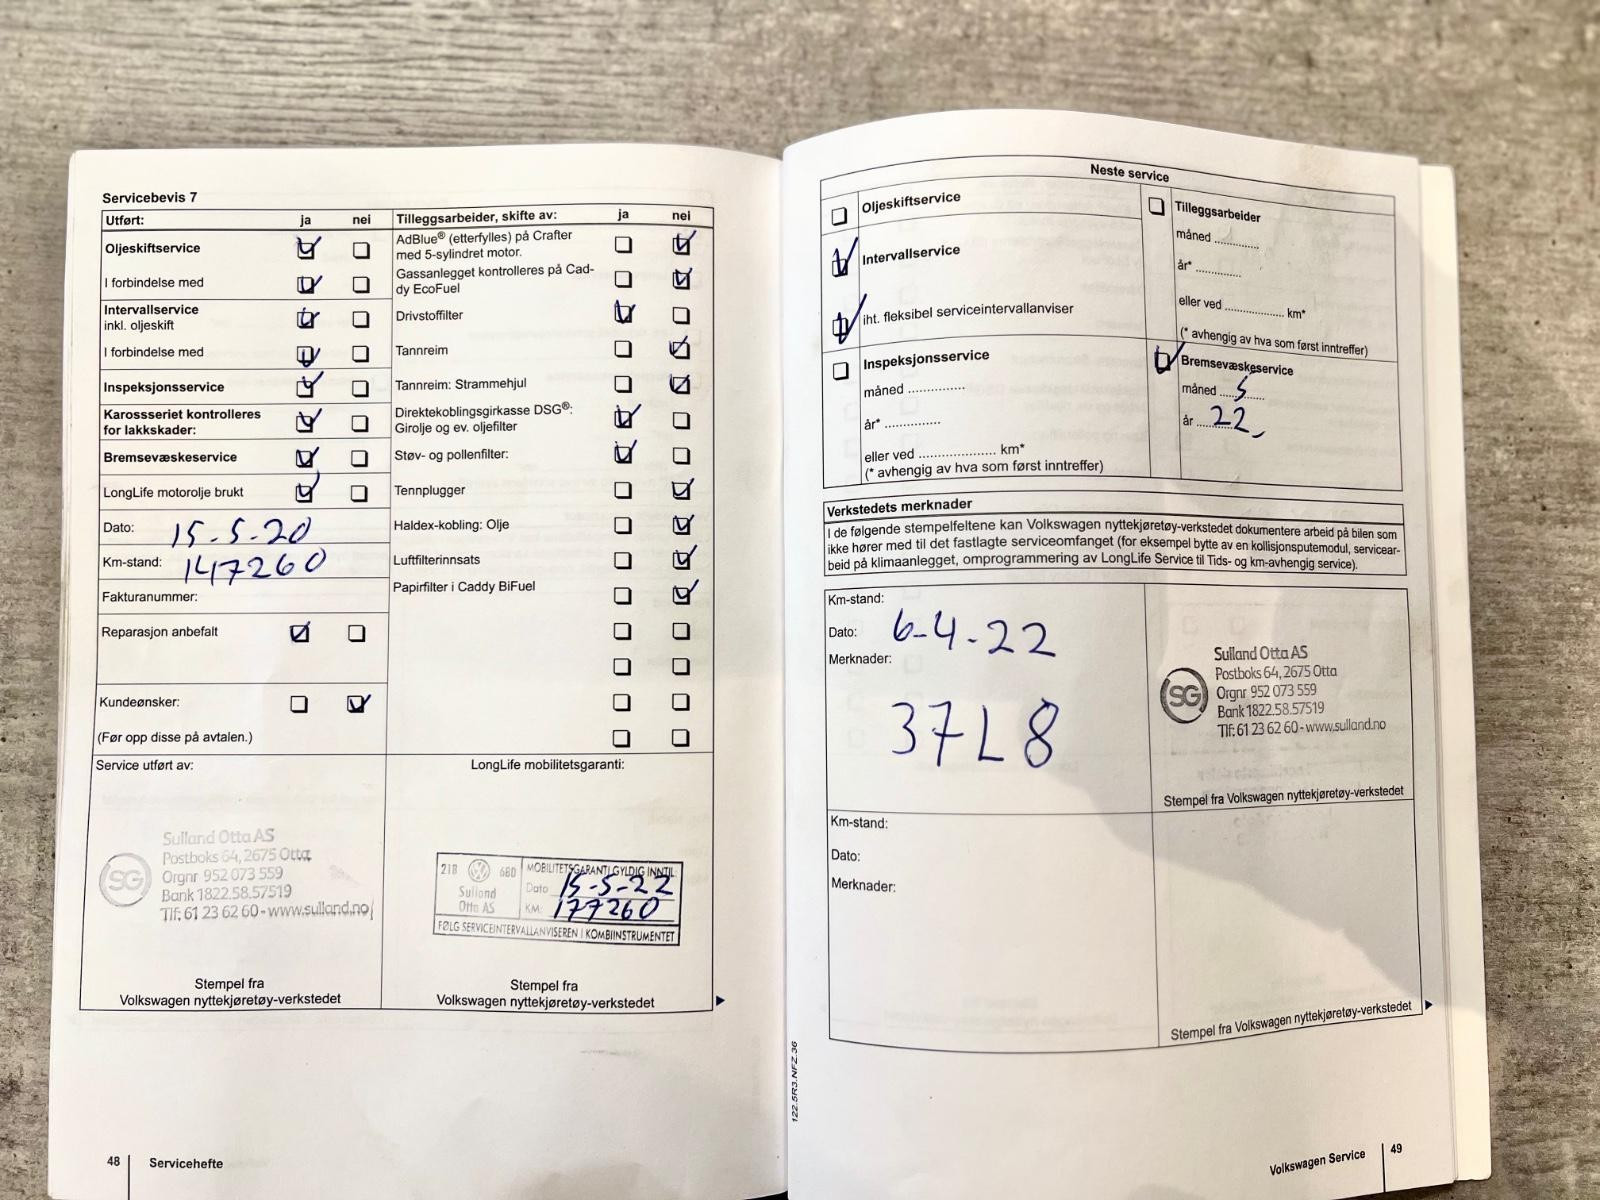 Servicebevis 7
Utført: ja nei
Oljeskiftservice
I forbindelse med
Intervallservice
inkl. oljeskift
I forbindelse med
Inspeksjonsservice
Karossseriet kontrolleres
for lakkskader:
Bremsevæskeservice
LongLife motorolje brukt
Dato: 15-5-20
Km-stand: 147260
Fakturanummer:
Reparasjon anbefalt
Kundeønsker:
(Før opp disse på avtalen.)
Tilleggsarbeider, skifte av: ja nei
AdBlue® (etterfylles) på Crafter
med 5-sylindret motor.
Gassanlegget kontrolleres på Cad-
dy EcoFuel
Drivstoffilter
Tannreim
Tannreim: Strammehjul
Direktekoblingsgirkasse DSG®:
Girolje og ev. oljefilter
Støv- og pollenfilter:
Tennplugger
Haldex-kobling: Olje
Luftfilterinnsats
Papirfilter i Caddy BiFuel
Service utført av:
SG
Sulland Otta AS
Postboks 64, 2675 Otta
Orgnr 952 073 559
Bank 1822.58.57519
Tlf: 61 23 62 60 - www.sulland.no
Stempel fra
Volkswagen nyttekjøretøy-verkstedet
LongLife mobilitetsgaranti:
21B 680
Sulland
Otta AS
MOBILITETSGARANTI GYLDIG INNTIL
Dato 15-5-22
KM: 177260
FØLG SERVICEINTERVALLANVISEREN I KOMBIINSTRUMENTET
Stempel fra
Volkswagen nyttekjøretøy-verkstedet
48 Servicehefte
Neste service
Oljeskiftservice
Intervallservice
iht. fleksibel serviceintervallanviser
Inspeksjonsservice
måned ...............
år* ...............
eller ved .................... km*
(* avhengig av hva som først inntreffer)
Tilleggsarbeider
måned ............
år* ............
eller ved ................ km*
(* avhengig av hva som først inntreffer)
Bremsevæskeservice
måned 5
år 22
Verkstedets merknader
I de følgende stempelfeltene kan Volkswagen nyttekjøretøy-verkstedet dokumentere arbeid på bilen som
ikke hører med til det fastlagte serviceomfanget (for eksempel bytte av en kollisjonsputemodul, servicear-
beid på klimaanlegget, omprogrammering av LongLife Service til Tids- og km-avhengig service).
Km-stand:
Dato: 6-4-22
Merknader:
37L8
SG
Sulland Otta AS
Postboks 64, 2675 Otta
Orgnr 952 073 559
Bank 1822.58.57519
Tlf: 61 23 62 60 - www.sulland.no
Stempel fra Volkswagen nyttekjøretøy-verkstedet
Km-stand:
Dato:
Merknader:
Stempel fra Volkswagen nyttekjøretøy-verkstedet
122.5R3.NFZ.36
Volkswagen Service 49